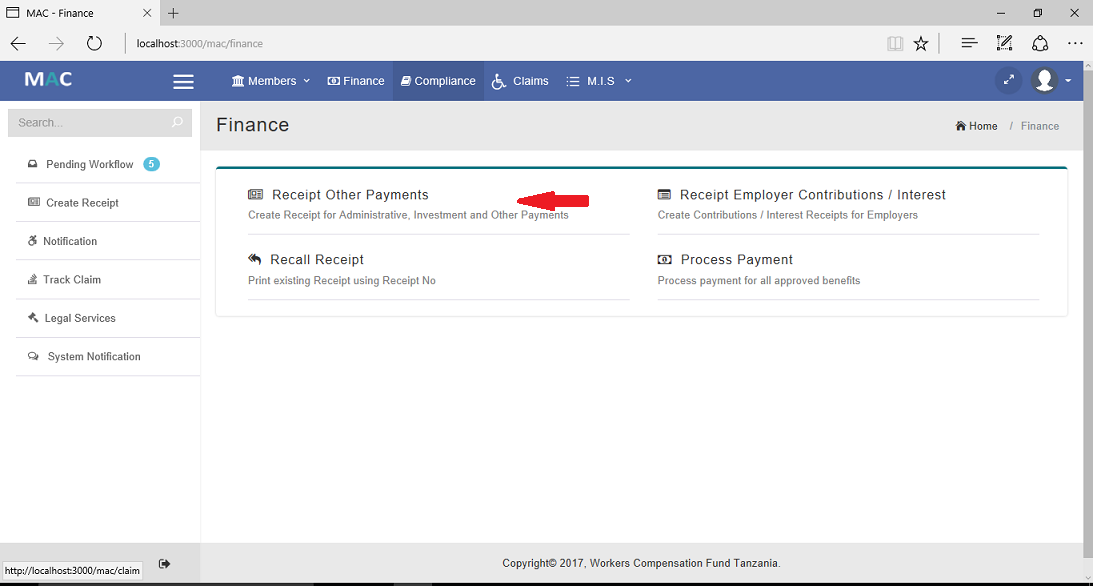 MAC - Finance
localhost:3000/mac/finance
MAC
Members
Finance
Compliance
Claims
M.I.S
Search...
Finance
Home / Finance
Pending Workflow 5
Create Receipt
Notification
Track Claim
Legal Services
System Notification
Receipt Other Payments
Create Receipt for Administrative, Investment and Other Payments
Receipt Employer Contributions / Interest
Create Contributions / Interest Receipts for Employers
Recall Receipt
Print existing Receipt using Receipt No
Process Payment
Process payment for all approved benefits
Copyright© 2017, Workers Compensation Fund Tanzania.
http://localhost:3000/mac/claim